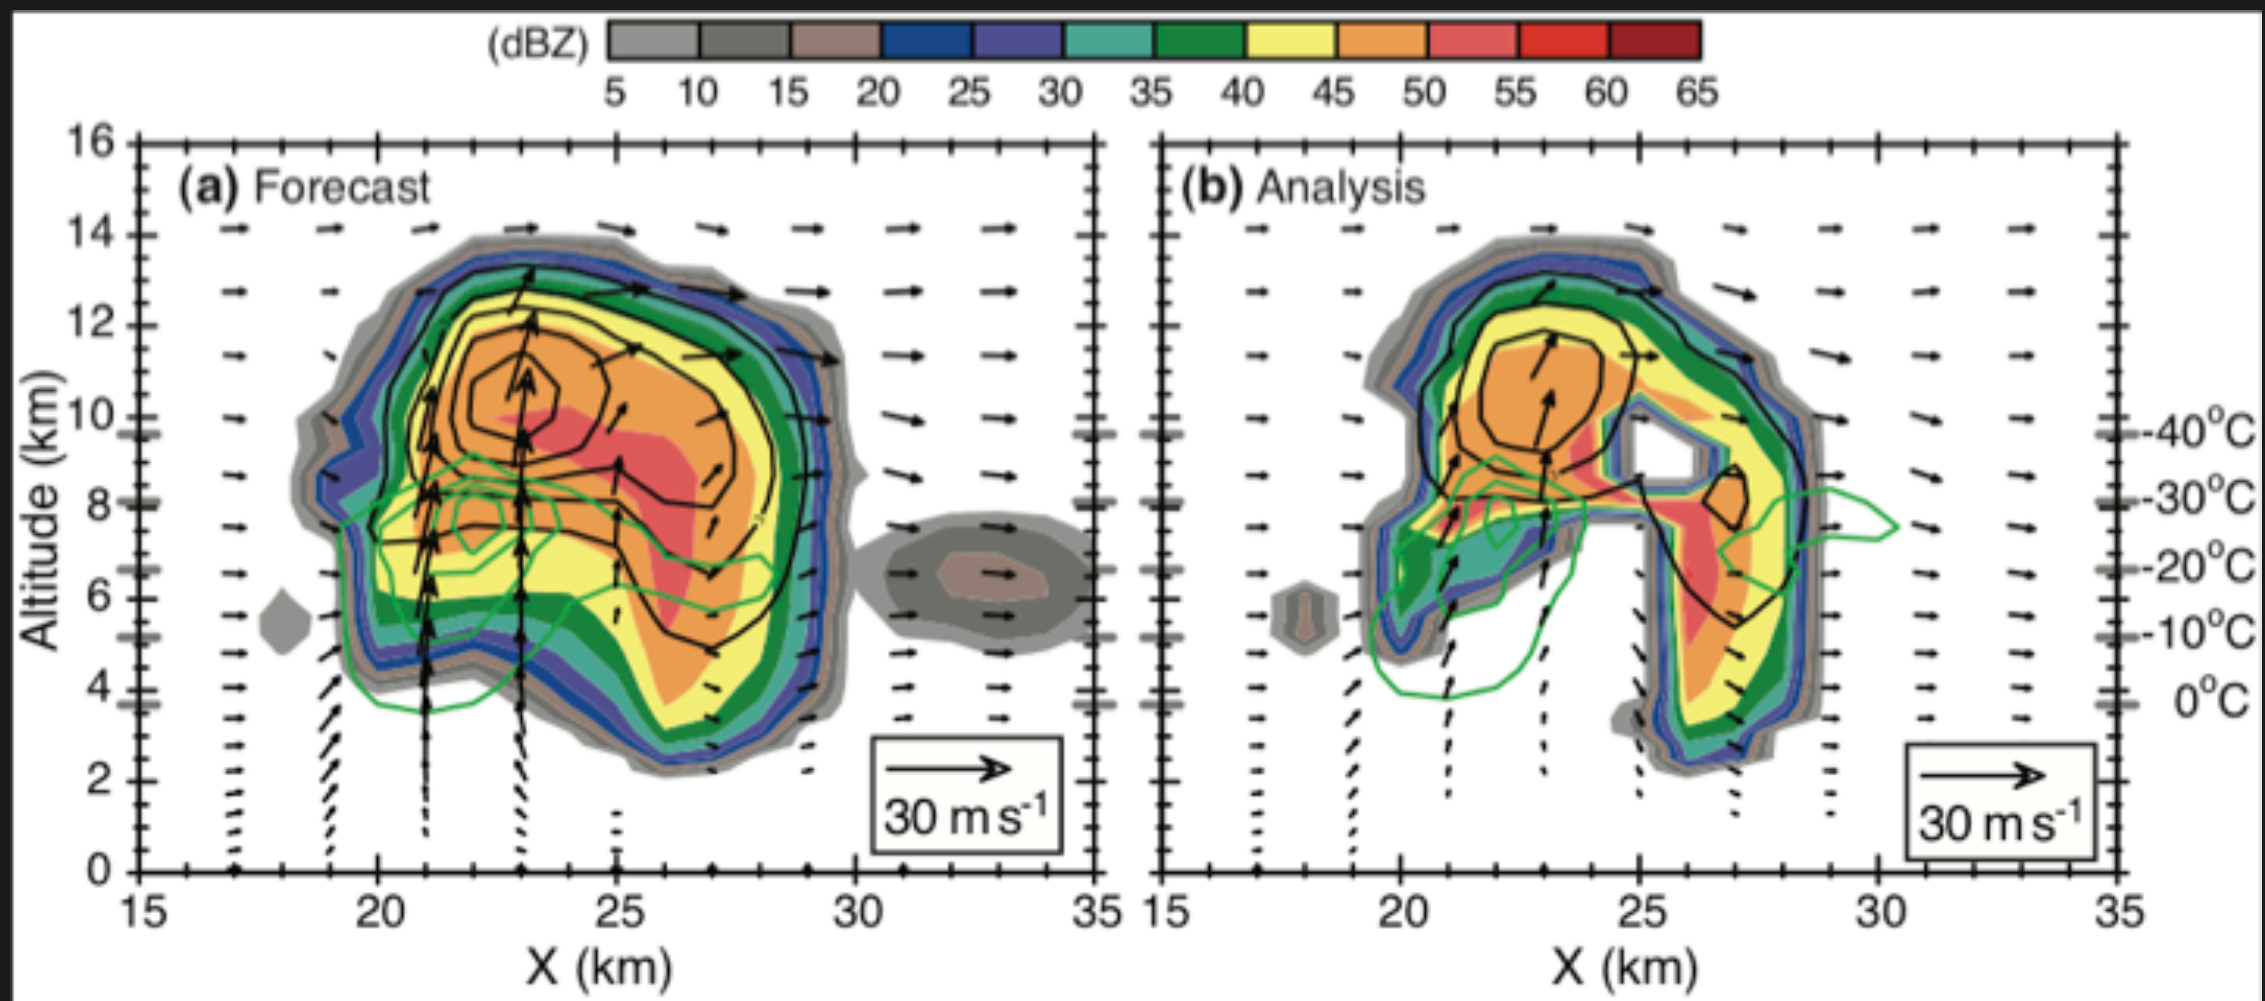 (dBZ)
5 10 15 20 25 30 35 40 45 50 55 60 65
(a) Forecast
(b) Analysis
16
14
12
10
8
6
4
2
0
Altitude (km)
-40°C
-30°C
-20°C
-10°C
0°C
30 m s-1
30 m s-1
15 20 25 30 35
15 20 25 30 35
X (km)
X (km)